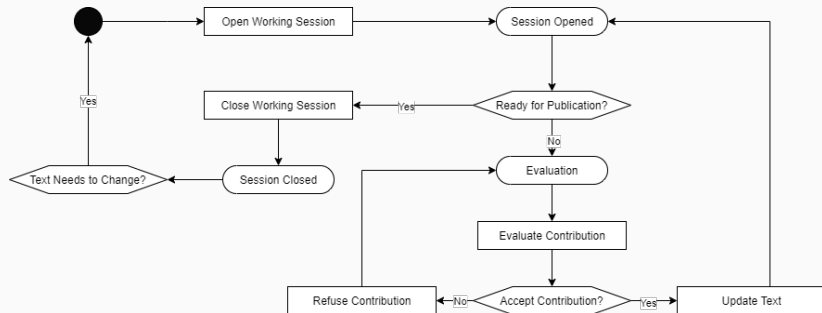 Open Working Session
Session Opened
Close Working Session
Yes
Ready for Publication?
Yes
No
Text Needs to Change?
Session Closed
Evaluation
Evaluate Contribution
Refuse Contribution
No
Accept Contribution?
Yes
Update Text